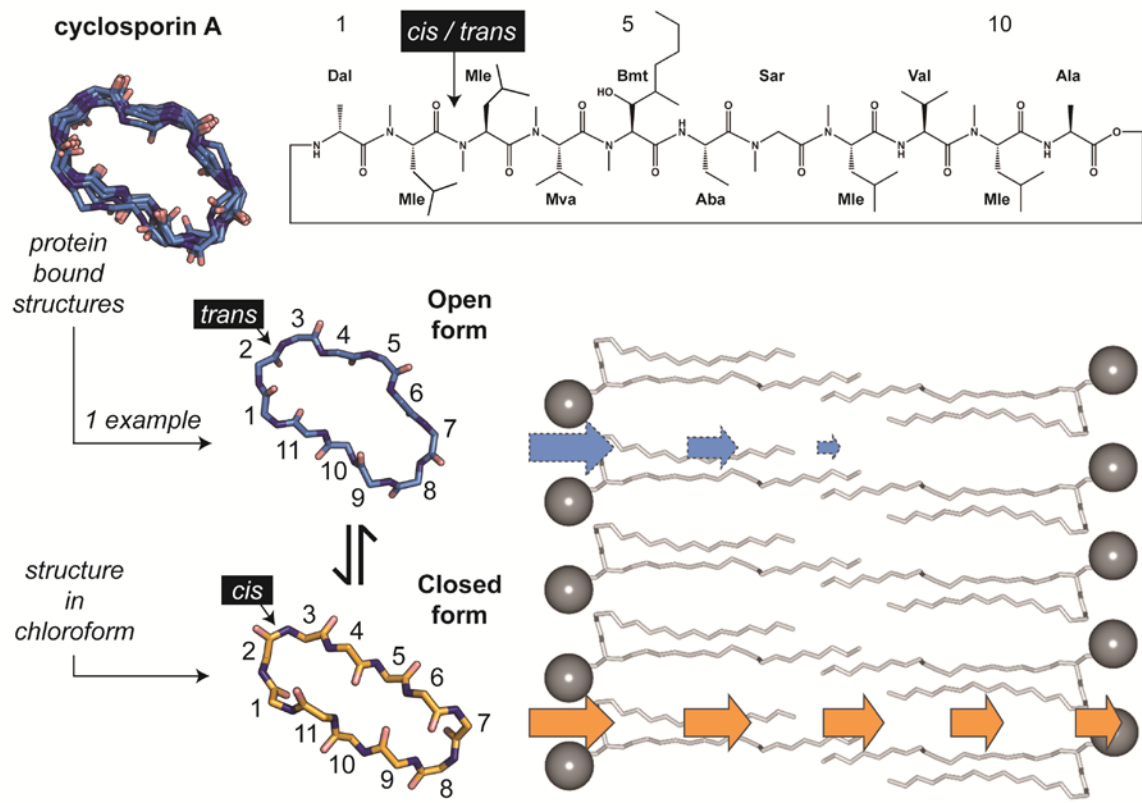 cyclosporin A
1
cis / trans
5
10
Dal
Mle
Bmt
Sar
Val
Ala
HO
O
O
O
O
O
O
N
N
N
H
N
N
N
H
N
N
H
N
N
H
N
O
H
N
N
O
O
O
O
O
Mle
Mva
Aba
Mle
Mle
protein
bound
structures
trans
Open
form
1 example
1
2
3
4
5
6
7
8
9
10
11
structure
in
chloroform
cis
Closed
form
1
2
3
4
5
6
7
8
9
10
11